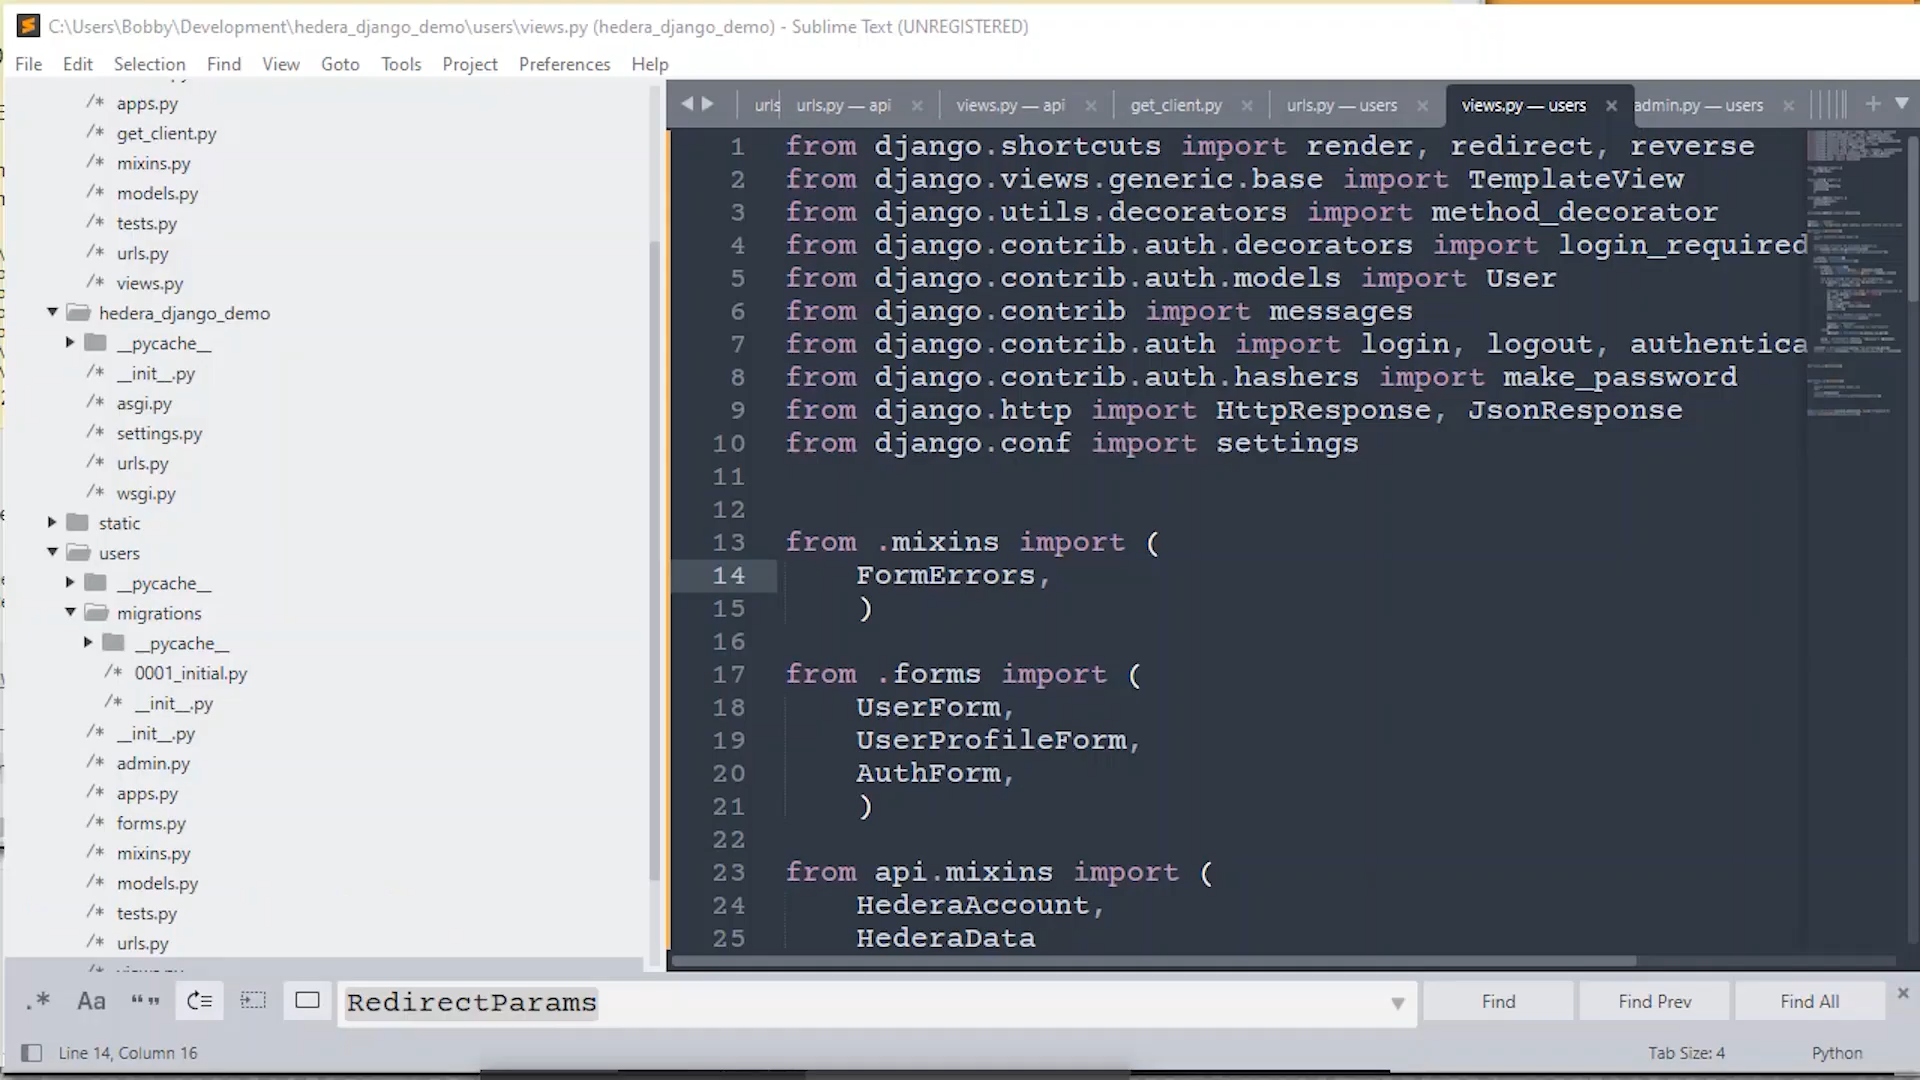 C:\Users\Bobby\Development\hedera_django_demo\users\views.py (hedera_django_demo) - Sublime Text (UNREGISTERED)
File Edit Selection Find View Goto Tools Project Preferences Help
/* apps.py
/* get_client.py
/* mixins.py
/* models.py
/* tests.py
/* urls.py
/* views.py
hedera_django_demo
__pycache__
/* __init__.py
/* asgi.py
/* settings.py
/* urls.py
/* wsgi.py
static
users
__pycache__
migrations
__pycache__
/* 0001_initial.py
/* __init__.py
/* __init__.py
/* admin.py
/* apps.py
/* forms.py
/* mixins.py
/* models.py
/* tests.py
/* urls.py
urls urls.py — api views.py — api get_client.py urls.py — users views.py — users admin.py — users
1 from django.shortcuts import render, redirect, reverse
2 from django.views.generic.base import TemplateView
3 from django.utils.decorators import method_decorator
4 from django.contrib.auth.decorators import login_required
5 from django.contrib.auth.models import User
6 from django.contrib import messages
7 from django.contrib.auth import login, logout, authentica
8 from django.contrib.auth.hashers import make_password
9 from django.http import HttpResponse, JsonResponse
10 from django.conf import settings
11
12
13 from .mixins import (
14 FormErrors,
15 )
16
17 from .forms import (
18 UserForm,
19 UserProfileForm,
20 AuthForm,
21 )
22
23 from api.mixins import (
24 HederaAccount,
25 HederaData
.* Aa “ ” RedirectParams Find Find Prev Find All
Line 14, Column 16 Tab Size: 4 Python